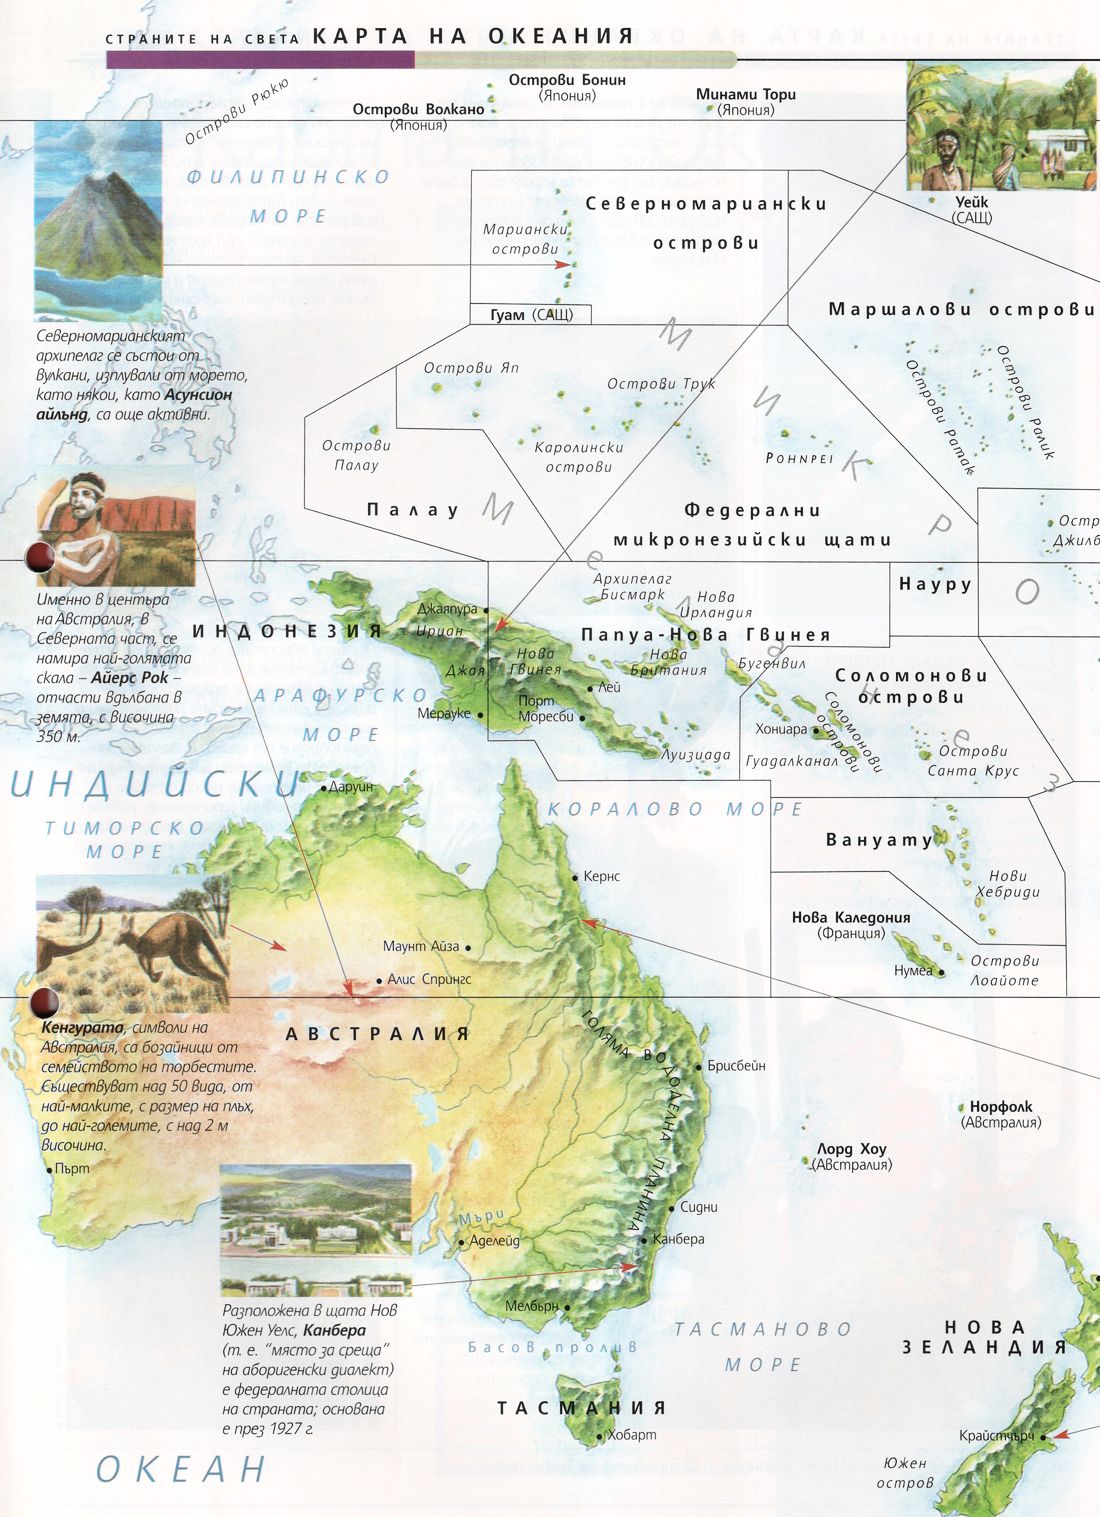 СТРАНИТЕ НА СВЕТА КАРТА НА ОКЕАНИЯ
Острови Рюкю
Острови Бонин
(Япония)
Острови Волкано
(Япония)
Минами Тори
(Япония)
ФИЛИПИНСКО
МОРЕ
Северномариански
острови
Мариански
острови
Гуам (САЩ)
Уейк
(САЩ)
Маршалови острови
Северномарианският
архипелаг се състои от
вулкани, изплували от морето,
като някои, като Асунсион
айлънд, са още активни.
МИКРО
Острови Яп
Острови Трук
Острови Ратак
Острови Ралик
Острови
Палау
Каролински
острови
POHNPEI
Палау
Федерални
микронезийски щати
Остр
Джилб
Именно в центъра
на Австралия, в
Северната част, се
намира най-голямата
скала – Айерс Рок –
отчасти вдълбана в
земята, с височина
350 м.
МеЛанез
Архипелаг
Бисмарк
Нова
Ирландия
Науру
ИНДОНЕЗИЯ
Джаяпура
Ириан
Джая
Нова
Гвинея
Папуа-Нова Гвинея
Нова
Британия
Бугенвил
Соломонови
острови
Лей
Порт
Моресби
Мерауке
АРАФУРСКО
МОРЕ
Хониара
Гуадалканал
Соломонови
острови
Острови
Санта Крус
Луизиада
ИНДИЙСКИ
Даруин
ТИМОРСКО
МОРЕ
КОРАЛОВО МОРЕ
Вануату
Нови
Хебриди
Кернс
Нова Каледония
(Франция)
Нумеа
Острови
Лоайоте
Маунт Айза
Алис Спрингс
АВСТРАЛИЯ
ГОЛЯМА ВОДОДЕЛНА ПЛАНИНА
Кенгурата, символи на
Австралия, са бозайници от
семейството на торбестите.
Съществуват над 50 вида, от
най-малките, с размер на плъх,
до най-големите, с над 2 м
височина.
Брисбейн
Норфолк
(Австралия)
Лорд Хоу
(Австралия)
Пърт
Мъри
Аделейд
Сидни
Канбера
Мелбърн
Разположена в щата Нов
Южен Уелс, Канбера
(т. е. "място за среща"
на аборигенски диалект)
е федералната столица
на страната; основана
е през 1927 г.
Басов пролив
ТАСМАНОВО
МОРЕ
НОВА
ЗЕЛАНДИЯ
ТАСМАНИЯ
Хобарт
Крайстчърч
Южен
остров
ОКЕАН